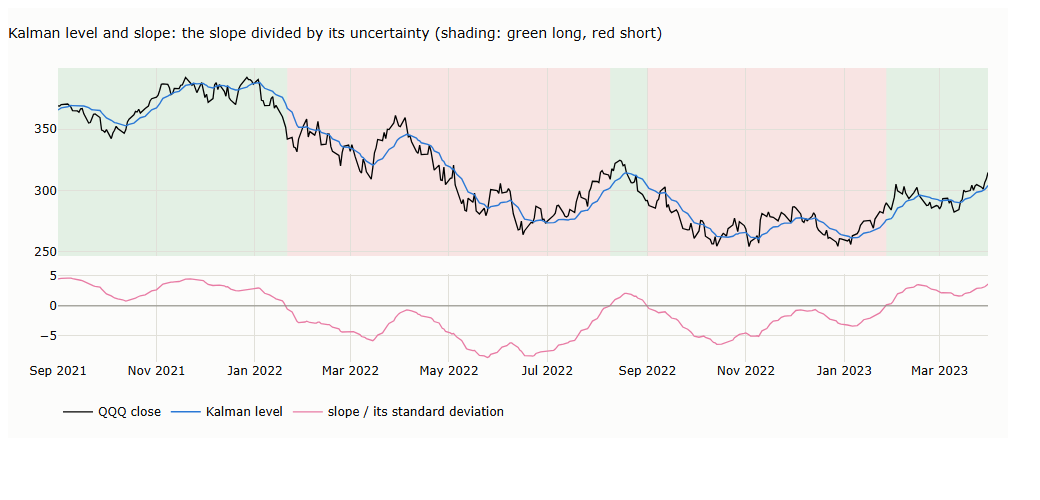 Kalman level and slope: the slope divided by its uncertainty (shading: green long, red short)
350
300
250
5
0
−5
Sep 2021 Nov 2021 Jan 2022 Mar 2022 May 2022 Jul 2022 Sep 2022 Nov 2022 Jan 2023 Mar 2023
QQQ close Kalman level slope / its standard deviation